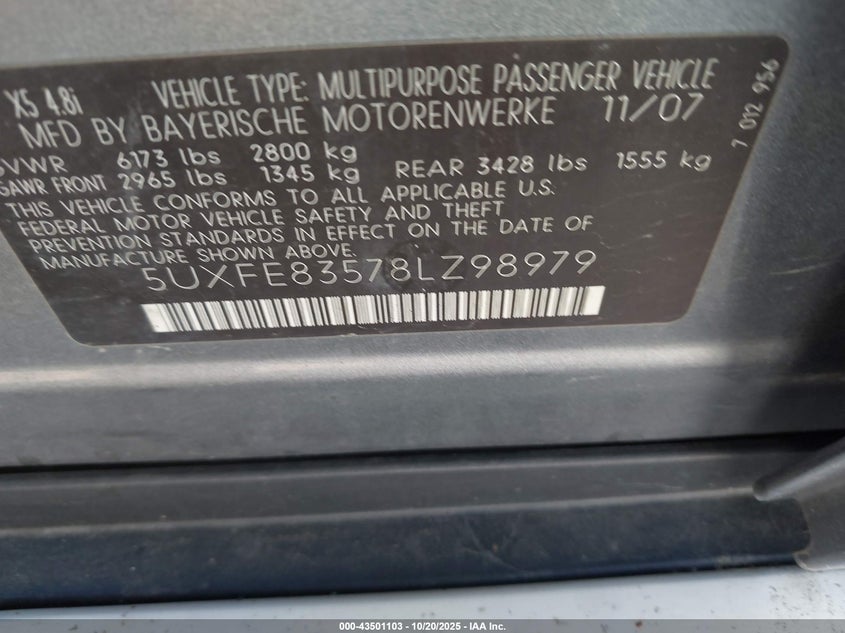 X5 4.8i VEHICLE TYPE: MULTIPURPOSE PASSENGER VEHICLE
MFD BY BAYERISCHE MOTORENWERKE 11/07
GVWR 6173 lbs 2800 kg
GAWR FRONT 2965 lbs 1345 kg REAR 3428 lbs 1555 kg
THIS VEHICLE CONFORMS TO ALL APPLICABLE U.S.
FEDERAL MOTOR VEHICLE SAFETY AND THEFT
PREVENTION STANDARDS IN EFFECT ON THE DATE OF
MANUFACTURE SHOWN ABOVE.
5UXFE83578LZ98979
7 012 956
000-43501103 - 10/20/2025 - IAA Inc.